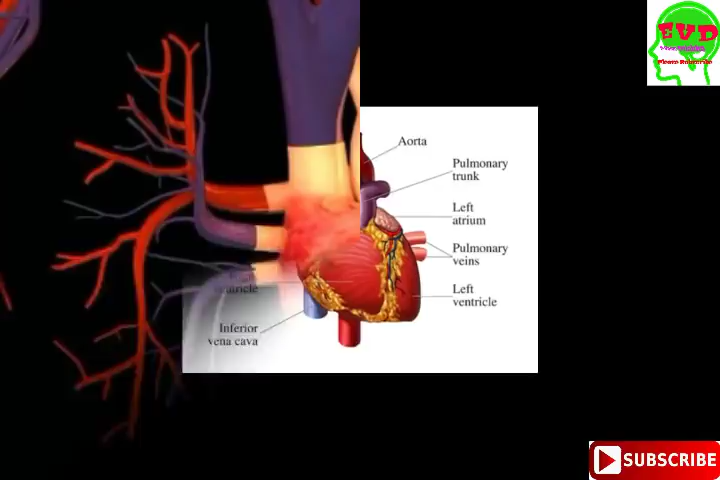 EVD
Aorta
Pulmonary
trunk
Left
atrium
Pulmonary
veins
Left
ventricle
Inferior
vena cava
SUBSCRIBE